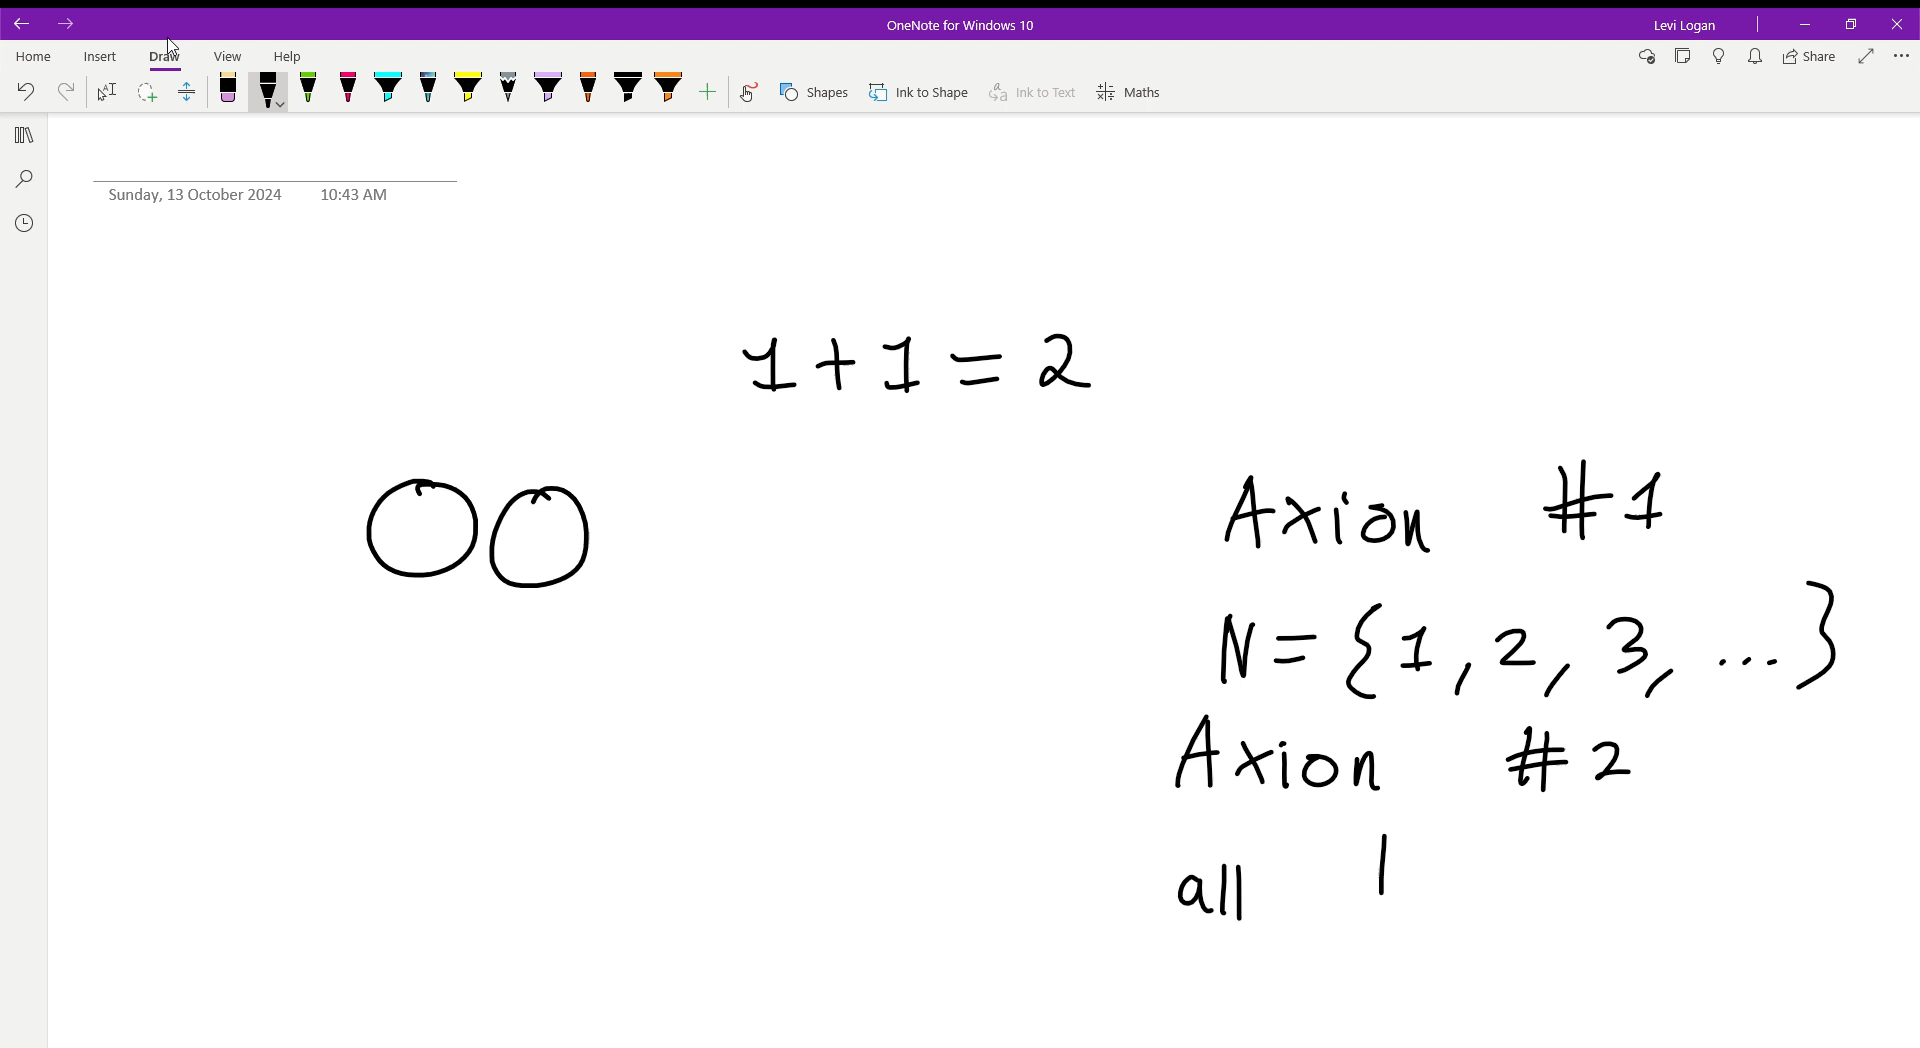 OneNote for Windows 10
Levi Logan
Home Insert Draw View Help
Share
Shapes Ink to Shape Ink to Text Maths
Sunday, 13 October 2024 10:43 AM
1 + 1 = 2
Axion #1
N = {1, 2, 3, ...}
Axion #2
all |